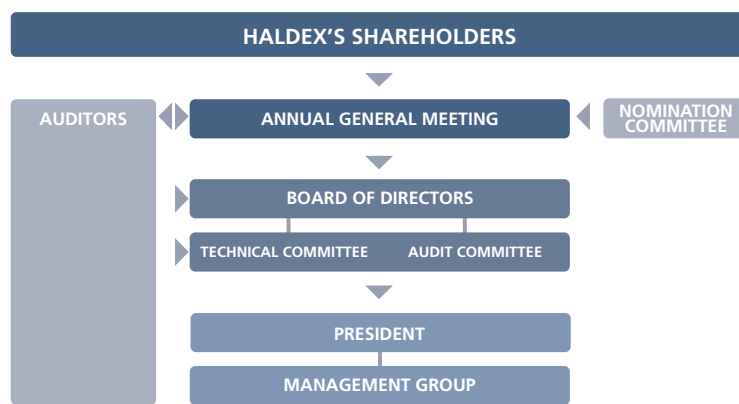 HALDEX’S SHAREHOLDERS
AUDITORS
ANNUAL GENERAL MEETING
NOMINATION
COMMITTEE
BOARD OF DIRECTORS
TECHNICAL COMMITTEE
AUDIT COMMITTEE
PRESIDENT
MANAGEMENT GROUP